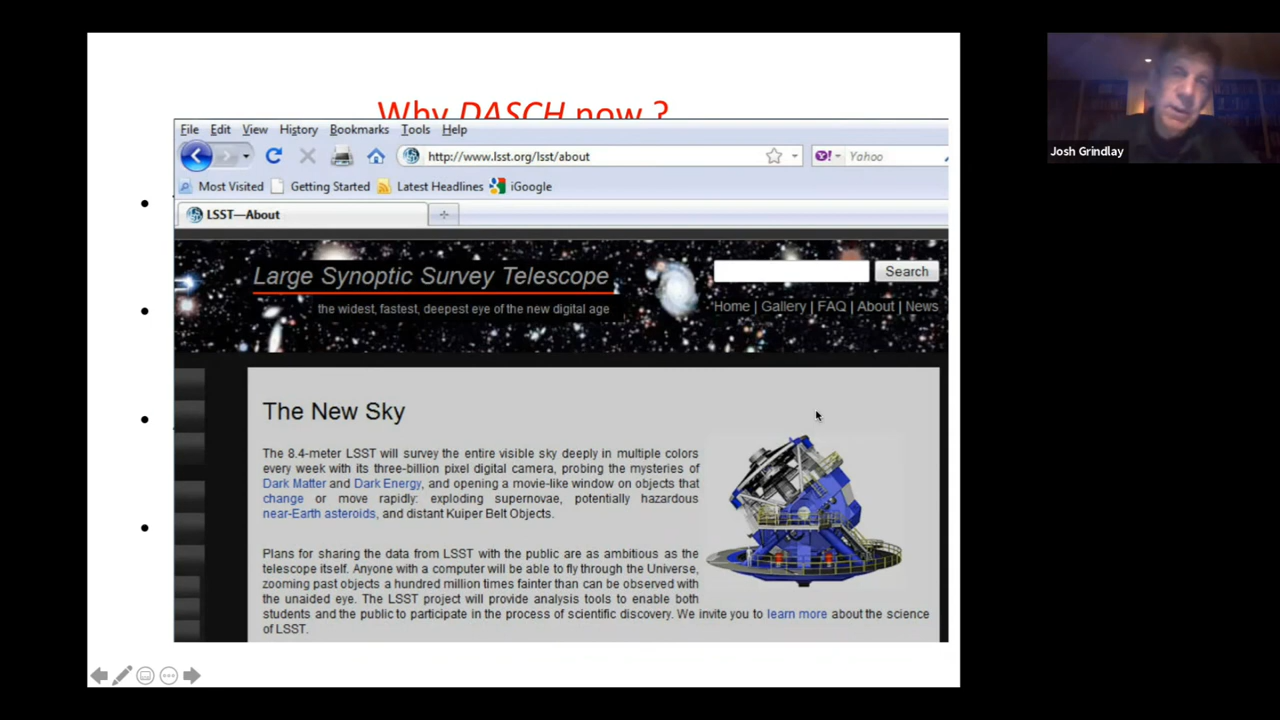 Why DASCH now ?
File Edit View History Bookmarks Tools Help
http://www.lsst.org/lsst/about
Yahoo
Most Visited Getting Started Latest Headlines iGoogle
LSST—About
Large Synoptic Survey Telescope
the widest, fastest, deepest eye of the new digital age
Search
Home | Gallery | FAQ | About | News
The New Sky
The 8.4-meter LSST will survey the entire visible sky deeply in multiple colors
every week with its three-billion pixel digital camera, probing the mysteries of
Dark Matter and Dark Energy, and opening a movie-like window on objects that
change or move rapidly: exploding supernovae, potentially hazardous
near-Earth asteroids, and distant Kuiper Belt Objects.
Plans for sharing the data from LSST with the public are as ambitious as the
telescope itself. Anyone with a computer will be able to fly through the Universe,
zooming past objects a hundred million times fainter than can be observed with
the unaided eye. The LSST project will provide analysis tools to enable both
students and the public to participate in the process of scientific discovery. We invite you to learn more about the science
of LSST.
Josh Grindlay